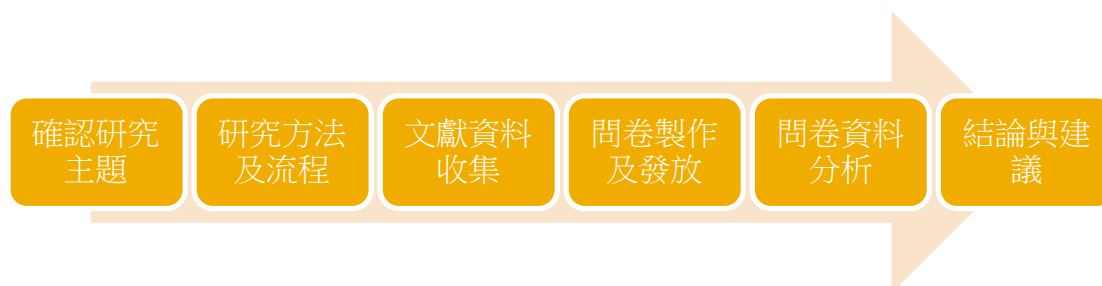 確認研究
主題
研究方法
及流程
文獻資料
收集
問卷製作
及發放
問卷資料
分析
結論與建
議